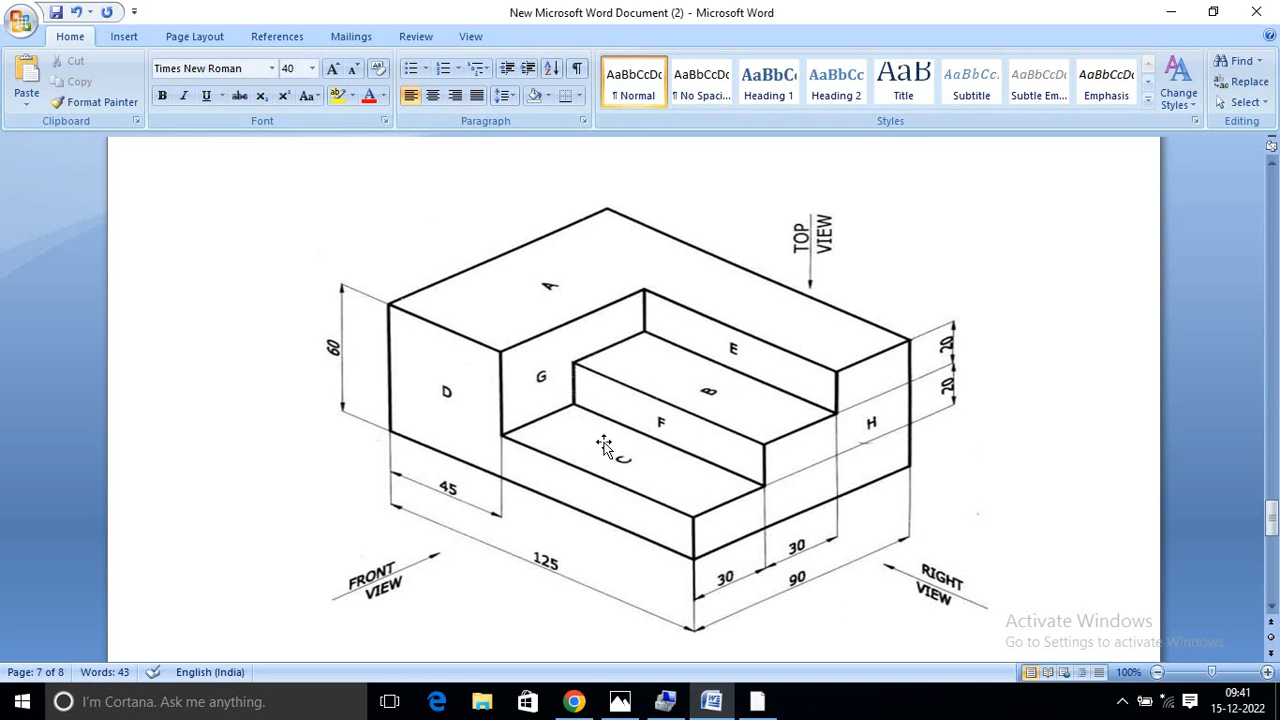 New Microsoft Word Document (2) - Microsoft Word
Home Insert Page Layout References Mailings Review View
Paste
Cut
Copy
Format Painter
Clipboard
Times New Roman 40
Font
Paragraph
AaBbCcDc AaBbCcDc AaBbC AaBbCc AaB AaBbCc. AaBbCcDc AaBbCcDc
¶ Normal ¶ No Spaci... Heading 1 Heading 2 Title Subtitle Subtle Em... Emphasis
Styles
Change
Styles
Find
Replace
Select
Editing
TOP
VIEW
A
60
D
G
E
B
F
C
H
20
20
45
125
30
30
90
FRONT
VIEW
RIGHT
VIEW
Activate Windows
Go to Settings to activate Windows.
Page: 7 of 8 Words: 43 English (India) 100%
I'm Cortana. Ask me anything.
09:41
15-12-2022